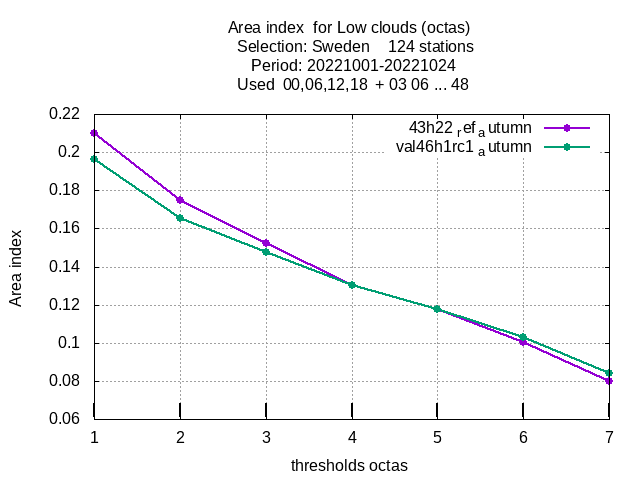 Area index  for Low clouds (octas)
Selection: Sweden    124 stations
Period: 20221001-20221024
Used  00,06,12,18  + 03 06 ... 48
43h22 ref autumn
val46h1rc1 autumn
0.22
0.2
0.18
0.16
0.14
0.12
0.1
0.08
0.06
Area index
1 2 3 4 5 6 7
thresholds octas